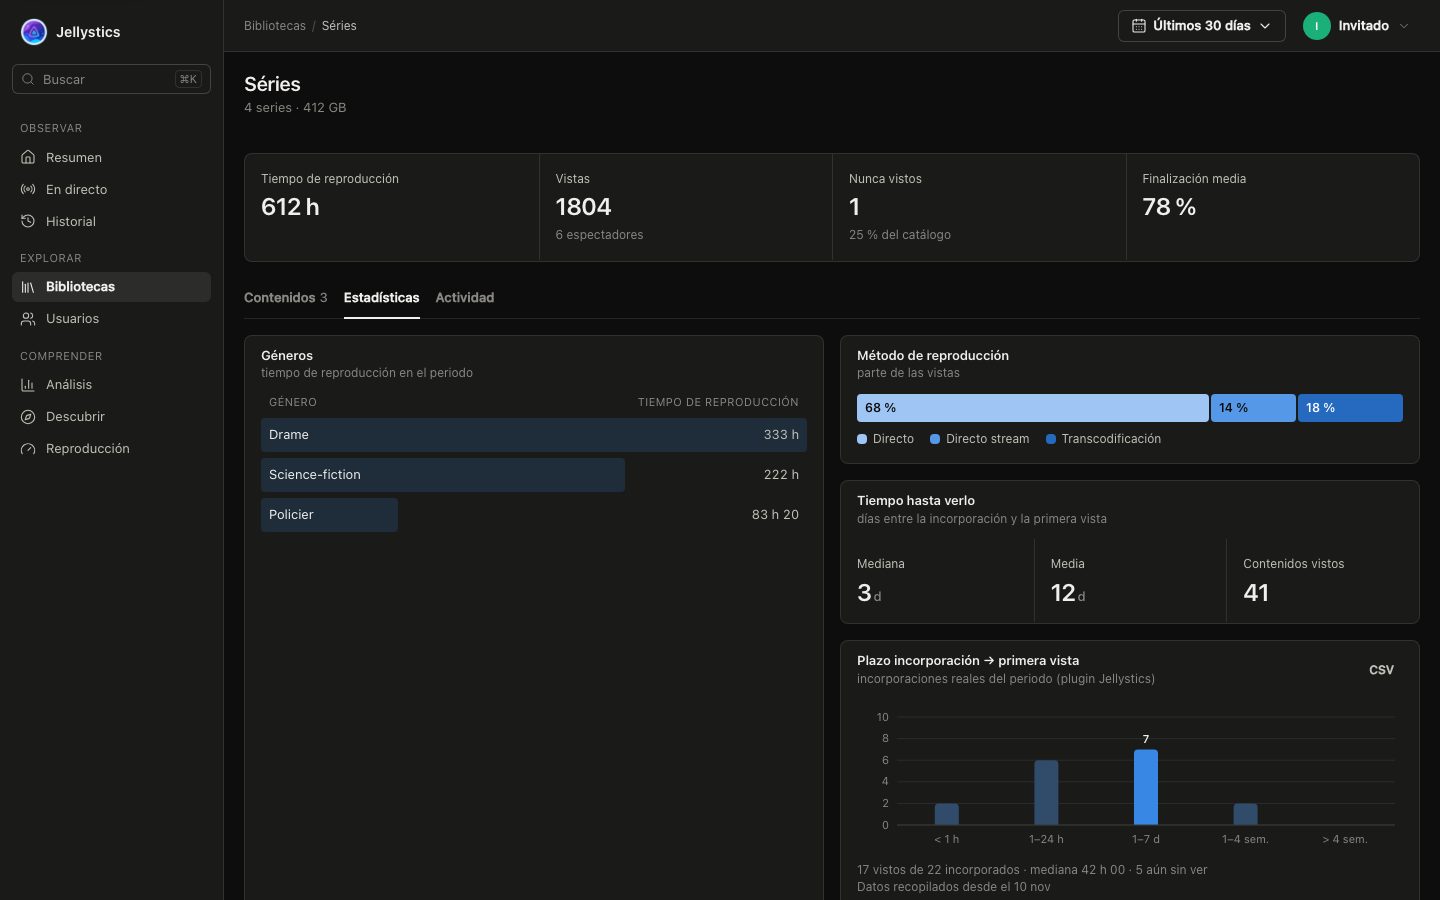 Jellystics
Buscar ⌘K
OBSERVAR
Resumen
En directo
Historial
EXPLORAR
Bibliotecas
Usuarios
COMPRENDER
Análisis
Descubrir
Reproducción
Bibliotecas / Séries
Últimos 30 días
I Invitado
Séries
4 series · 412 GB
Tiempo de reproducción
612 h
Vistas
1804
6 espectadores
Nunca vistos
1
25 % del catálogo
Finalización media
78 %
Contenidos 3 Estadísticas Actividad
Géneros
tiempo de reproducción en el periodo
GÉNERO TIEMPO DE REPRODUCCIÓN
Drame 333 h
Science-fiction 222 h
Policier 83 h 20
Método de reproducción
parte de las vistas
68 % 14 % 18 %
Directo Directo stream Transcodificación
Tiempo hasta verlo
días entre la incorporación y la primera vista
Mediana
3 d
Media
12 d
Contenidos vistos
41
Plazo incorporación → primera vista
incorporaciones reales del periodo (plugin Jellystics)
CSV
10
8
6
4
2
0
7
< 1 h 1–24 h 1–7 d 1–4 sem. > 4 sem.
17 vistos de 22 incorporados · mediana 42 h 00 · 5 aún sin ver
Datos recopilados desde el 10 nov